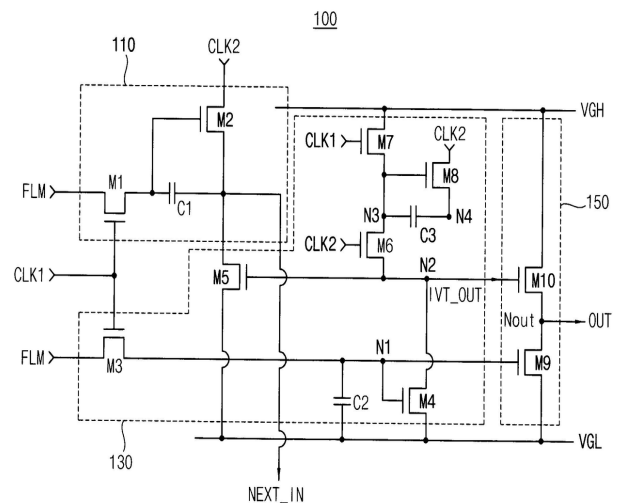 100
110
CLK2
M2
VGH
CLK1
M7
CLK2
M8
150
FLM
M1
C1
N3
N4
C3
CLK2
M6
CLK1
M5
N2
IVT_OUT
M10
Nout
OUT
FLM
M3
N1
M9
C2
M4
130
VGL
NEXT_IN